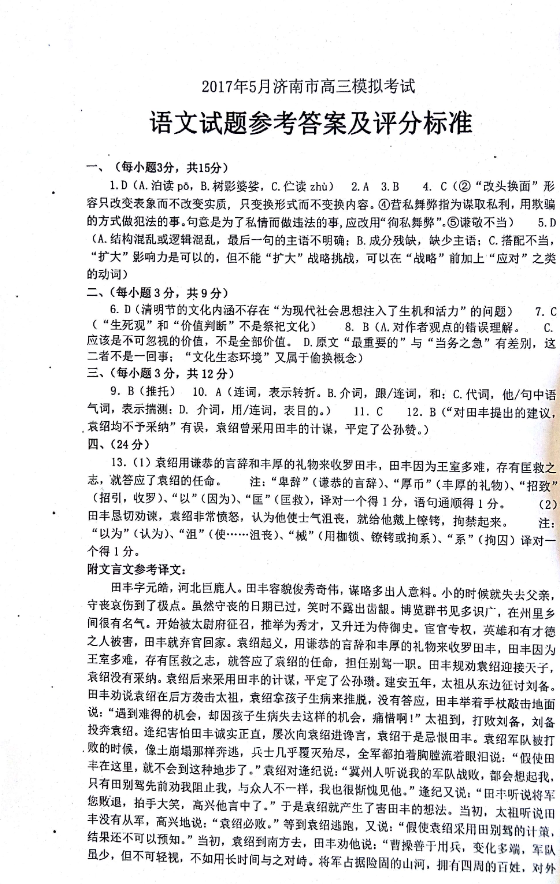 2017年5月济南市高三模拟考试
语文试题参考答案及评分标准
一、（每小题3分，共15分）
1.D（A.泊读pō，B.树影婆娑，C.伫读zhù） 2.A 3.B 4. C（②“改头换面”形
容只改变表象而不改变实质，只变换形式而不变换内容。④营私舞弊指为谋取私利，用欺骗
的方式做犯法的事。句意是为了私情而做违法的事，应改用“徇私舞弊”。⑤谦敬不当） 5.D
（A.结构混乱或逻辑混乱，最后一句的主语不明确；B.成分残缺，缺少主语；C.搭配不当，
“扩大”影响力是可以的，但不能“扩大”战略挑战，可以在“战略”前加上“应对”之类
的动词）
二、（每小题 3 分，共 9 分）
6. D（清明节的文化内涵不存在“为现代社会思想注入了生机和活力”的问题） 7. C
（“生死观”和“价值判断”不是祭祀文化） 8. B（A.对作者观点的错误理解。 C.
应该是不可忽视的价值，不是全部价值。 D.原文“最重要的”与“当务之急”有差别，这
二者不是一回事；“文化生态环境”又属于偷换概念）
三、（每小题 3 分，共 12 分）
9. B（推托） 10. A（连词，表示转折。B.介词，跟/连词，和；C.代词，他/句中语
气词，表示揣测；D. 介词，用/连词，表目的。） 11. C 12. B（“对田丰提出的建议，
袁绍均不予采纳”有误，袁绍曾采用田丰的计谋，平定了公孙赞。）
四、（24 分）
13.（1）袁绍用谦恭的言辞和丰厚的礼物来收罗田丰，田丰因为王室多难，存有匡救之
志，就答应了袁绍的任命。 注：“卑辞”（谦恭的言辞）、“厚币”（丰厚的礼物）、“招致”
（招引，收罗）、“以”（因为）、“匡”（匡救），译对一个得 1 分，语句通顺得 1 分。 （2）
田丰恳切劝谏，袁绍非常愤怒，认为他使士气沮丧，就给他戴上镣铐，拘禁起来。 注：
“以为”（认为）、“沮”（使……沮丧）、“械”（用枷锁、镣铐或拘系）、“系”（拘囚）译对一
个得 1 分。
附文言文参考译文：
田丰字元皓，河北巨鹿人。田丰容貌俊秀奇伟，谋略多出人意料。小的时候就失去父亲，
守丧哀伤到了极点。虽然守丧的日期已过，笑时不露出齿龈。博览群书见多识广，在州里乡
间很有名气。开始被太尉府征召，推举为秀才，又升迁为侍御史。宦官专权，英雄和有才德
之人被害，田丰就弃官回家。袁绍起义，用谦恭的言辞和丰厚的礼物来收罗田丰，田丰因为
王室多难，存有匡救之志，就答应了袁绍的任命，担任别驾一职。田丰规劝袁绍迎接天子，
袁绍没有采纳。袁绍后来采用田丰的计谋，平定了公孙瓒。建安五年，太祖从东边征讨刘备。
田丰劝说袁绍在后方袭击太祖，袁绍拿孩子生病来推脱，没有答应，田丰举着手杖敲击地面
说：“遇到难得的机会，却因孩子生病失去这样的机会，痛惜啊！”太祖到，打败刘备，刘备
投奔袁绍。逢纪害怕田丰诚实正直，屡次向袁绍进谗言，袁绍于是忌恨田丰。袁绍军队被打
败的时候，像土崩塌那样奔逃，兵士几乎覆灭殆尽，全军都拍着胸膛流着眼泪说：“假使田
丰在这里，就不会到这种地步了。”袁绍对逢纪说：“冀州人听说我的军队战败，都会想起我，
只有田别驾先前劝我阻止我，与众人不一样，我也很惭愧见他。”逢纪又说：“田丰听说将军
您败退，拍手大笑，高兴他言中了。”于是袁绍就产生了害田丰的想法。当初，太祖听说田
丰没有从军，高兴地说：“袁绍必败。”等到袁绍逃跑，又说：“假使袁绍采用田别驾的计策，
结果还不可以预知。”当初，袁绍到南方去，田丰劝他说：“曹操善于用兵，变化多端，军队
虽少，但不可轻视，不如用长时间与之对峙。将军占据险固的山河，拥有四周的百姓，对外